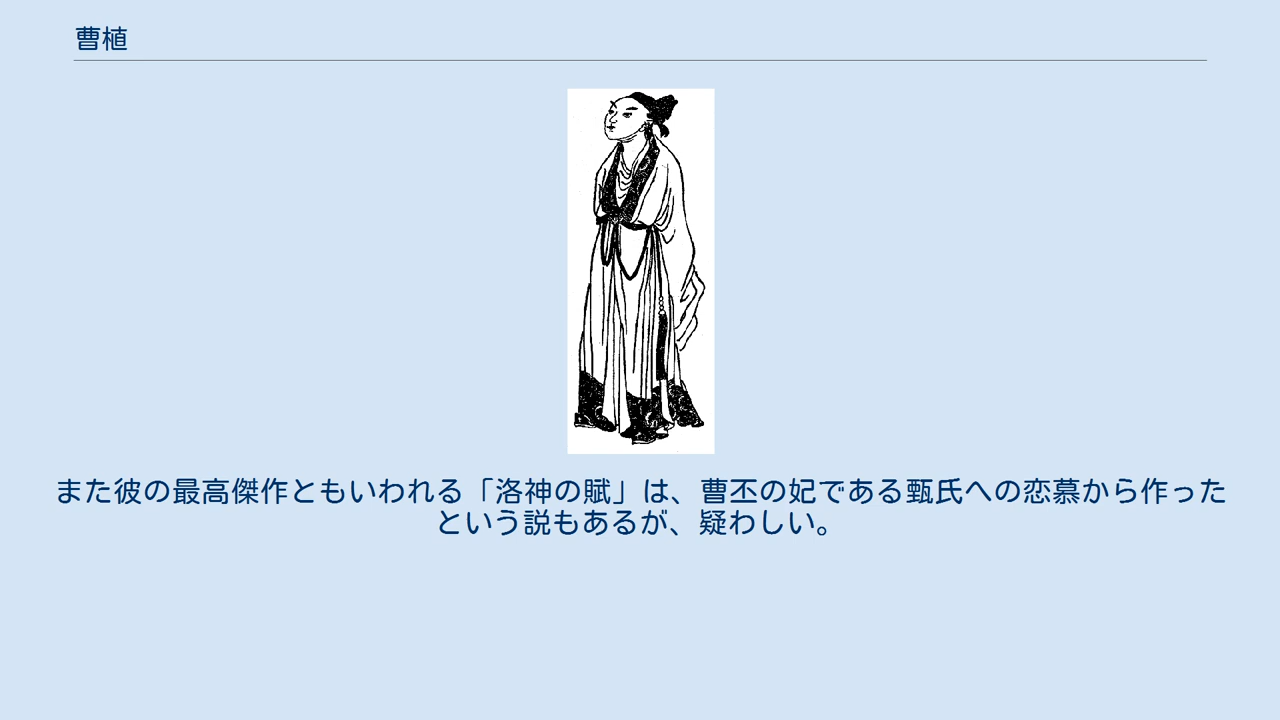 曹植
また彼の最高傑作ともいわれる「洛神の賦」は、曹丕の妃である甄氏への恋慕から作った
という説もあるが、疑わしい。